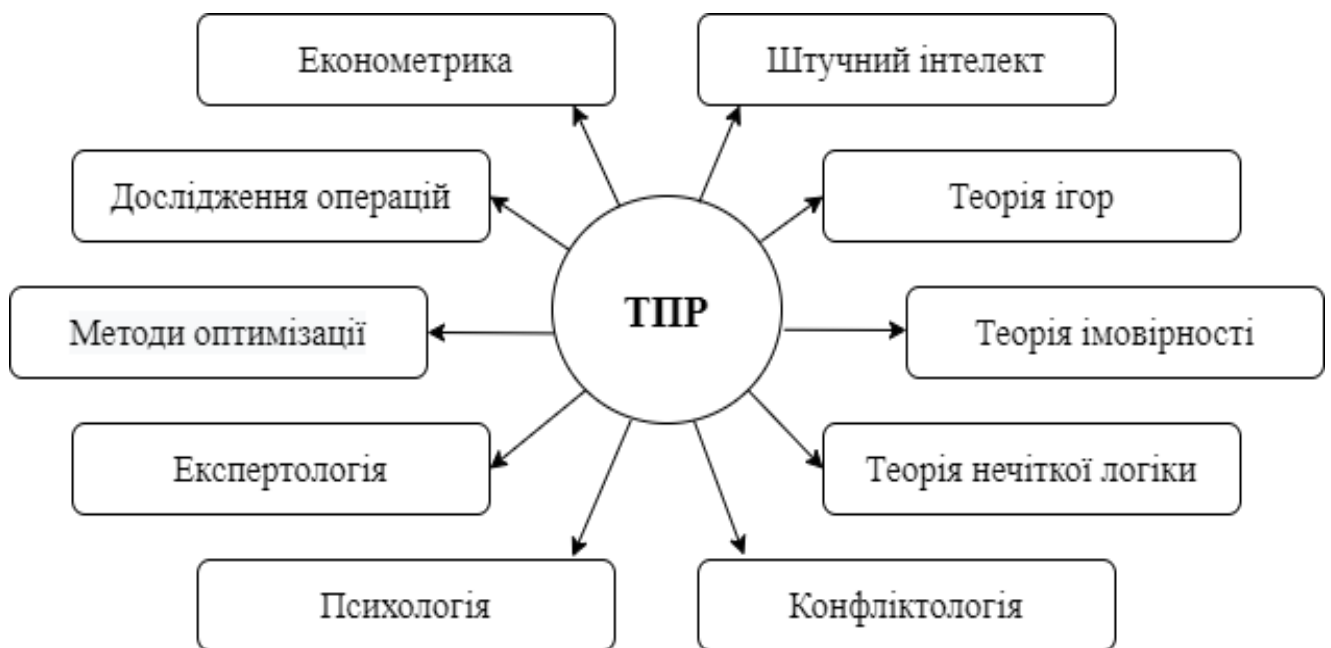 Економетрика
Штучний інтелект
Дослідження операцій
Теорія ігор
Методи оптимізації
ТПР
Теорія імовірності
Експертологія
Теорія нечіткої логіки
Психологія
Конфліктологія